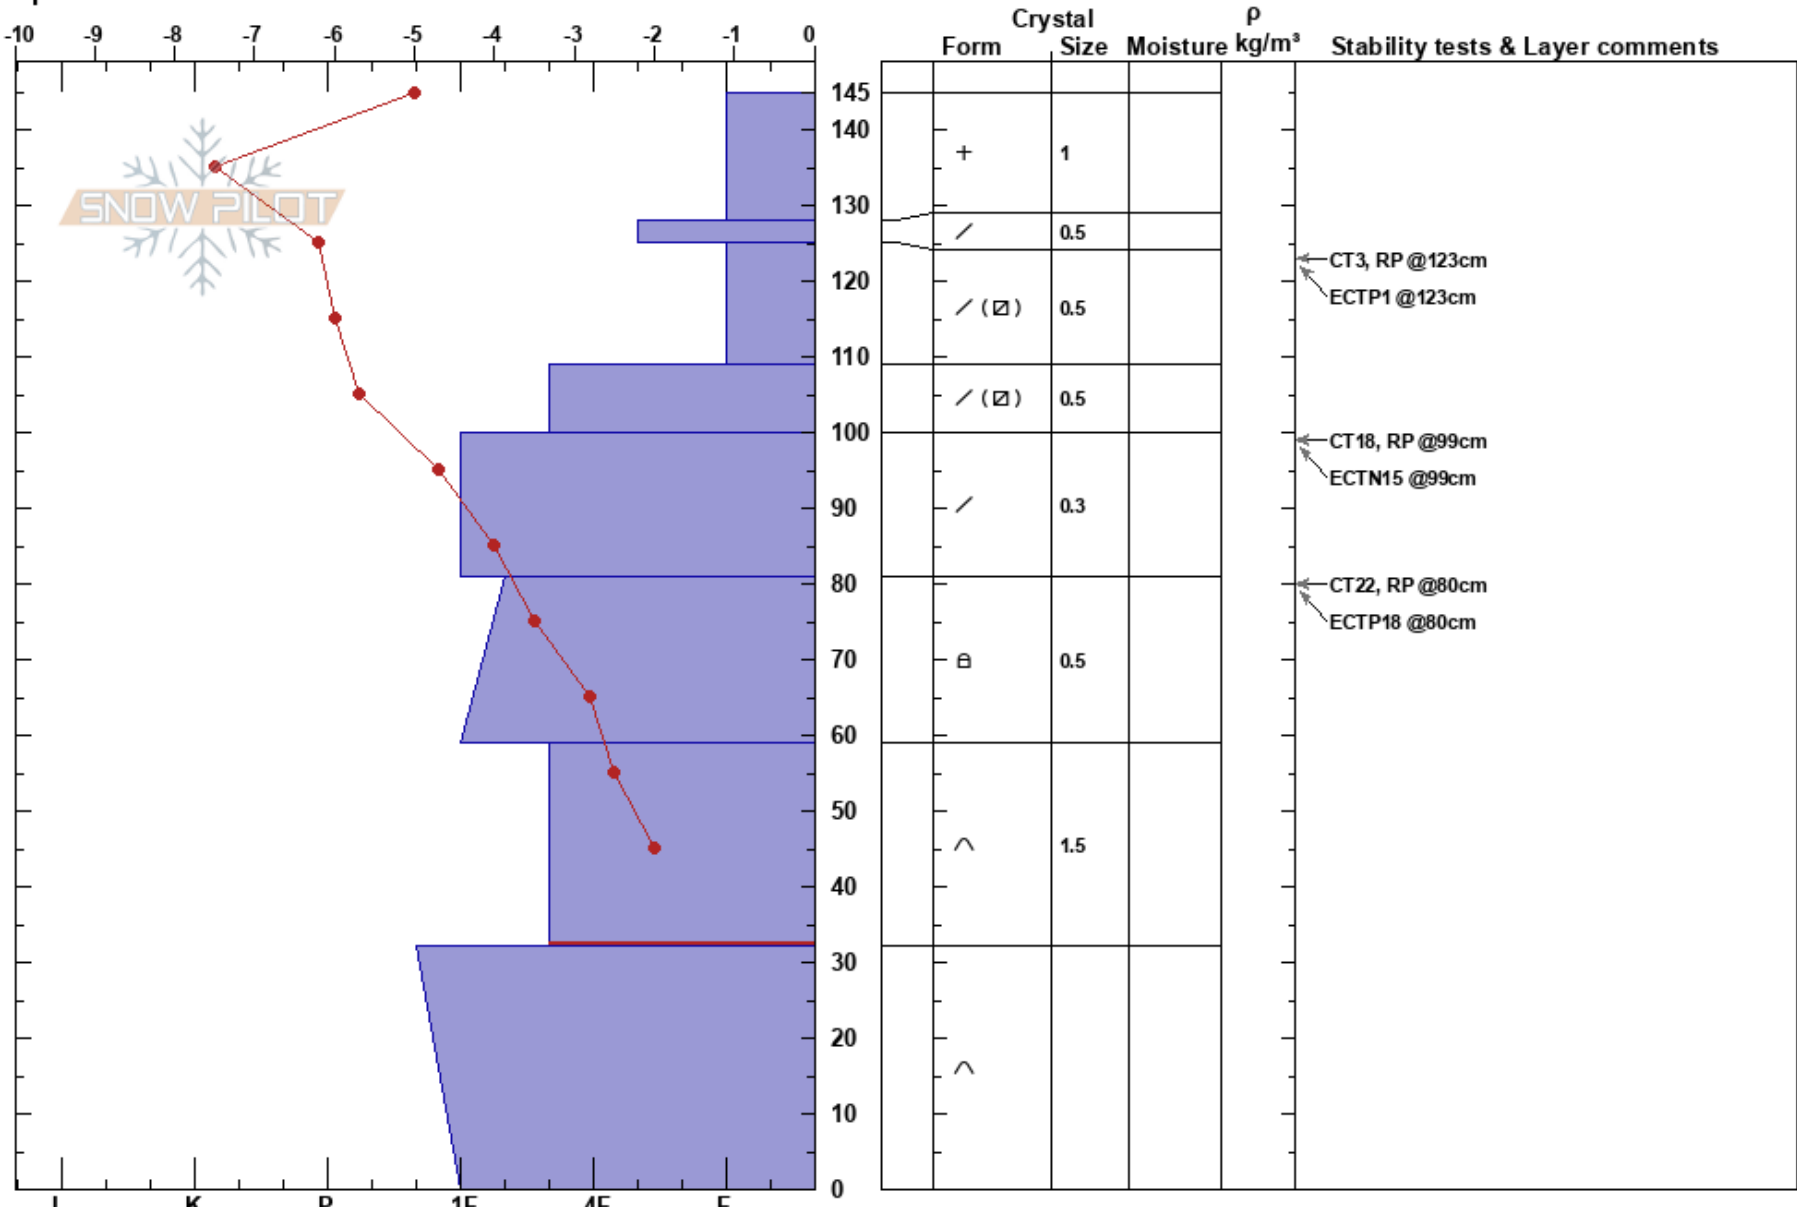 Crystal ρ
-10 -9 -8 -7 -6 -5 -4 -3 -2 -1 0 Form Size Moisture kg/m³ Stability tests & Layer comments
145
140
+ 1
SNOW PILOT
130
/ 0.5
CT3, RP @123cm
120
ECTP1 @123cm
/ (⧄) 0.5
110
/ (⧄) 0.5
100
CT18, RP @99cm
ECTN15 @99cm
90
/ 0.3
80
CT22, RP @80cm
ECTP18 @80cm
70
0.5
60
50
1.5
40
30
20
10
0